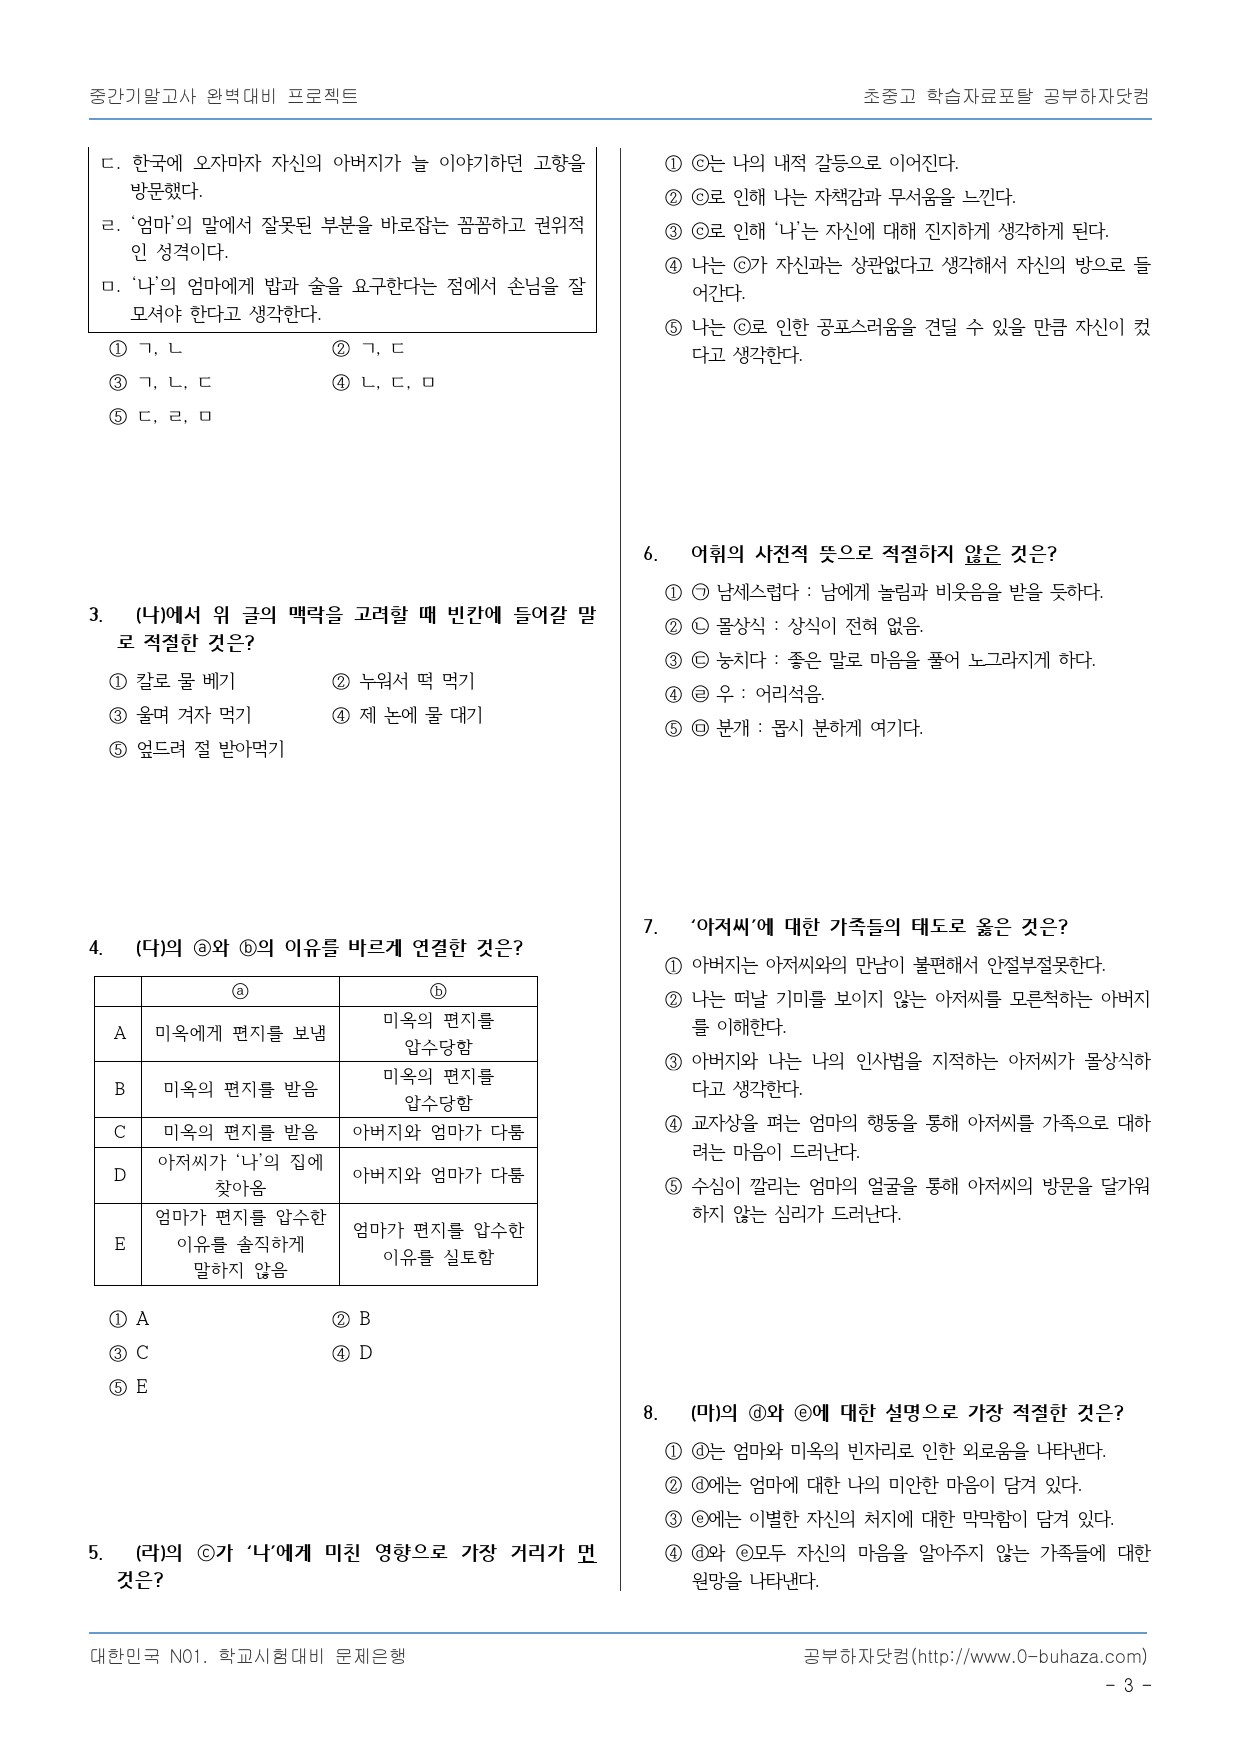 중간기말고사 완벽대비 프로젝트
초중고 학습자료포탈 공부하자닷컴
ㄷ. 한국에 오자마자 자신의 아버지가 늘 이야기하던 고향을
방문했다.
ㄹ. ‘엄마’의 말에서 잘못된 부분을 바로잡는 꼼꼼하고 권위적
인 성격이다.
ㅁ. ‘나’의 엄마에게 밥과 술을 요구한다는 점에서 손님을 잘
모셔야 한다고 생각한다.
① ㄱ, ㄴ ② ㄱ, ㄷ
③ ㄱ, ㄴ, ㄷ ④ ㄴ, ㄷ, ㅁ
⑤ ㄷ, ㄹ, ㅁ
3. (나)에서 위 글의 맥락을 고려할 때 빈칸에 들어갈 말
로 적절한 것은?
① 칼로 물 베기 ② 누워서 떡 먹기
③ 울며 겨자 먹기 ④ 제 논에 물 대기
⑤ 엎드려 절 받아먹기
4. (다)의 ⓐ와 ⓑ의 이유를 바르게 연결한 것은?
ⓐ ⓑ
A 미옥에게 편지를 보냄 미옥의 편지를
압수당함
B 미옥의 편지를 받음 미옥의 편지를
압수당함
C 미옥의 편지를 받음 아버지와 엄마가 다툼
D 아저씨가 ‘나’의 집에
찾아옴 아버지와 엄마가 다툼
E 엄마가 편지를 압수한
이유를 솔직하게
말하지 않음 엄마가 편지를 압수한
이유를 실토함
① A ② B
③ C ④ D
⑤ E
5. (라)의 ⓒ가 ‘나’에게 미친 영향으로 가장 거리가 먼
것은?
① ⓒ는 나의 내적 갈등으로 이어진다.
② ⓒ로 인해 나는 자책감과 무서움을 느낀다.
③ ⓒ로 인해 ‘나’는 자신에 대해 진지하게 생각하게 된다.
④ 나는 ⓒ가 자신과는 상관없다고 생각해서 자신의 방으로 들
어간다.
⑤ 나는 ⓒ로 인한 공포스러움을 견딜 수 있을 만큼 자신이 컸
다고 생각한다.
6. 어휘의 사전적 뜻으로 적절하지 않은 것은?
① ㉠ 남세스럽다 : 남에게 놀림과 비웃음을 받을 듯하다.
② ㉡ 몰상식 : 상식이 전혀 없음.
③ ㉢ 눙치다 : 좋은 말로 마음을 풀어 노그라지게 하다.
④ ㉣ 우 : 어리석음.
⑤ ㉤ 분개 : 몹시 분하게 여기다.
7. ‘아저씨’에 대한 가족들의 태도로 옳은 것은?
① 아버지는 아저씨와의 만남이 불편해서 안절부절못한다.
② 나는 떠날 기미를 보이지 않는 아저씨를 모른척하는 아버지
를 이해한다.
③ 아버지와 나는 나의 인사법을 지적하는 아저씨가 몰상식하
다고 생각한다.
④ 교자상을 펴는 엄마의 행동을 통해 아저씨를 가족으로 대하
려는 마음이 드러난다.
⑤ 수심이 깔리는 엄마의 얼굴을 통해 아저씨의 방문을 달가워
하지 않는 심리가 드러난다.
8. (마)의 ⓓ와 ⓔ에 대한 설명으로 가장 적절한 것은?
① ⓓ는 엄마와 미옥의 빈자리로 인한 외로움을 나타낸다.
② ⓓ에는 엄마에 대한 나의 미안한 마음이 담겨 있다.
③ ⓔ에는 이별한 자신의 처지에 대한 막막함이 담겨 있다.
④ ⓓ와 ⓔ모두 자신의 마음을 알아주지 않는 가족들에 대한
원망을 나타낸다.
대한민국 N01. 학교시험대비 문제은행
공부하자닷컴(http://www.0-buhaza.com)
- 3 -